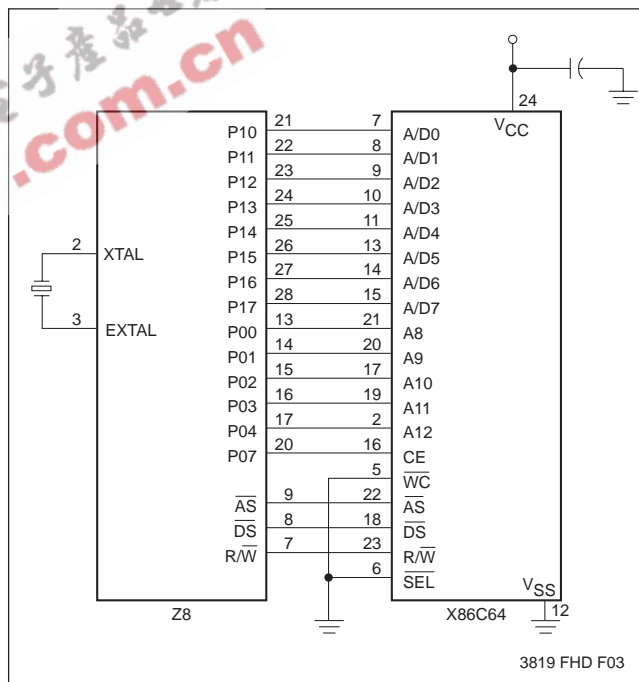 子產品
.com.cn
24
VCC
P10 21 7 A/D0
P11 22 8 A/D1
P12 23 9 A/D2
P13 24 10 A/D3
P14 25 11 A/D4
2 XTAL P15 26 13 A/D5
P16 27 14 A/D6
P17 28 15 A/D7
3 EXTAL P00 13 21 A8
P01 14 20 A9
P02 15 17 A10
P03 16 19 A11
P04 17 2 A12
P07 20 16 CE
5 WC
AS 9 22 AS
DS 8 18 DS
R/W 7 23 R/W
6 SEL
VSS
12
Z8 X86C64
3819 FHD F03